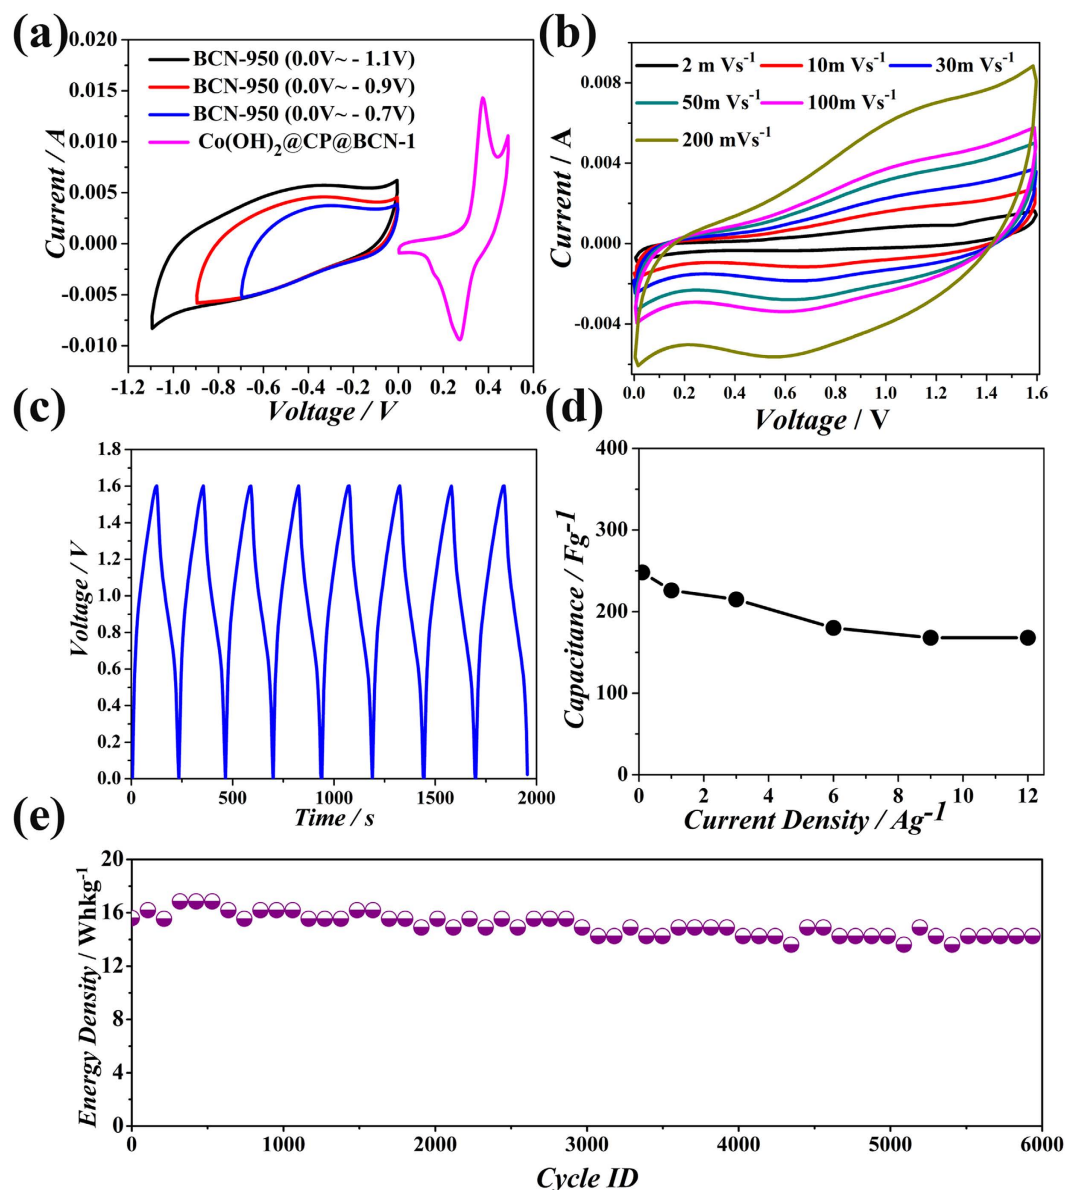 (a)
0.020
0.015
0.010
0.005
0.000
-0.005
-0.010
Current / A
BCN-950 (0.0V~ - 1.1V)
BCN-950 (0.0V~ - 0.9V)
BCN-950 (0.0V~ - 0.7V)
Co(OH)2@CP@BCN-1
-1.2 -1.0 -0.8 -0.6 -0.4 -0.2 0.0 0.2 0.4 0.6
Voltage / V
(b)
0.008
0.004
0.000
-0.004
Current / A
2 m Vs-1 10m Vs-1 30m Vs-1
50m Vs-1 100m Vs-1
200 mVs-1
0.0 0.2 0.4 0.6 0.8 1.0 1.2 1.4 1.6
Voltage / V
(c)
1.8
1.6
1.4
1.2
1.0
0.8
0.6
0.4
0.2
0.0
Voltage / V
0 500 1000 1500 2000
Time / s
(d)
400
300
200
100
0
Capacitance / Fg-1
0 2 4 6 8 10 12
Current Density / Ag-1
(e)
20
16
12
8
4
0
Energy Density / Whkg-1
0 1000 2000 3000 4000 5000 6000
Cycle ID